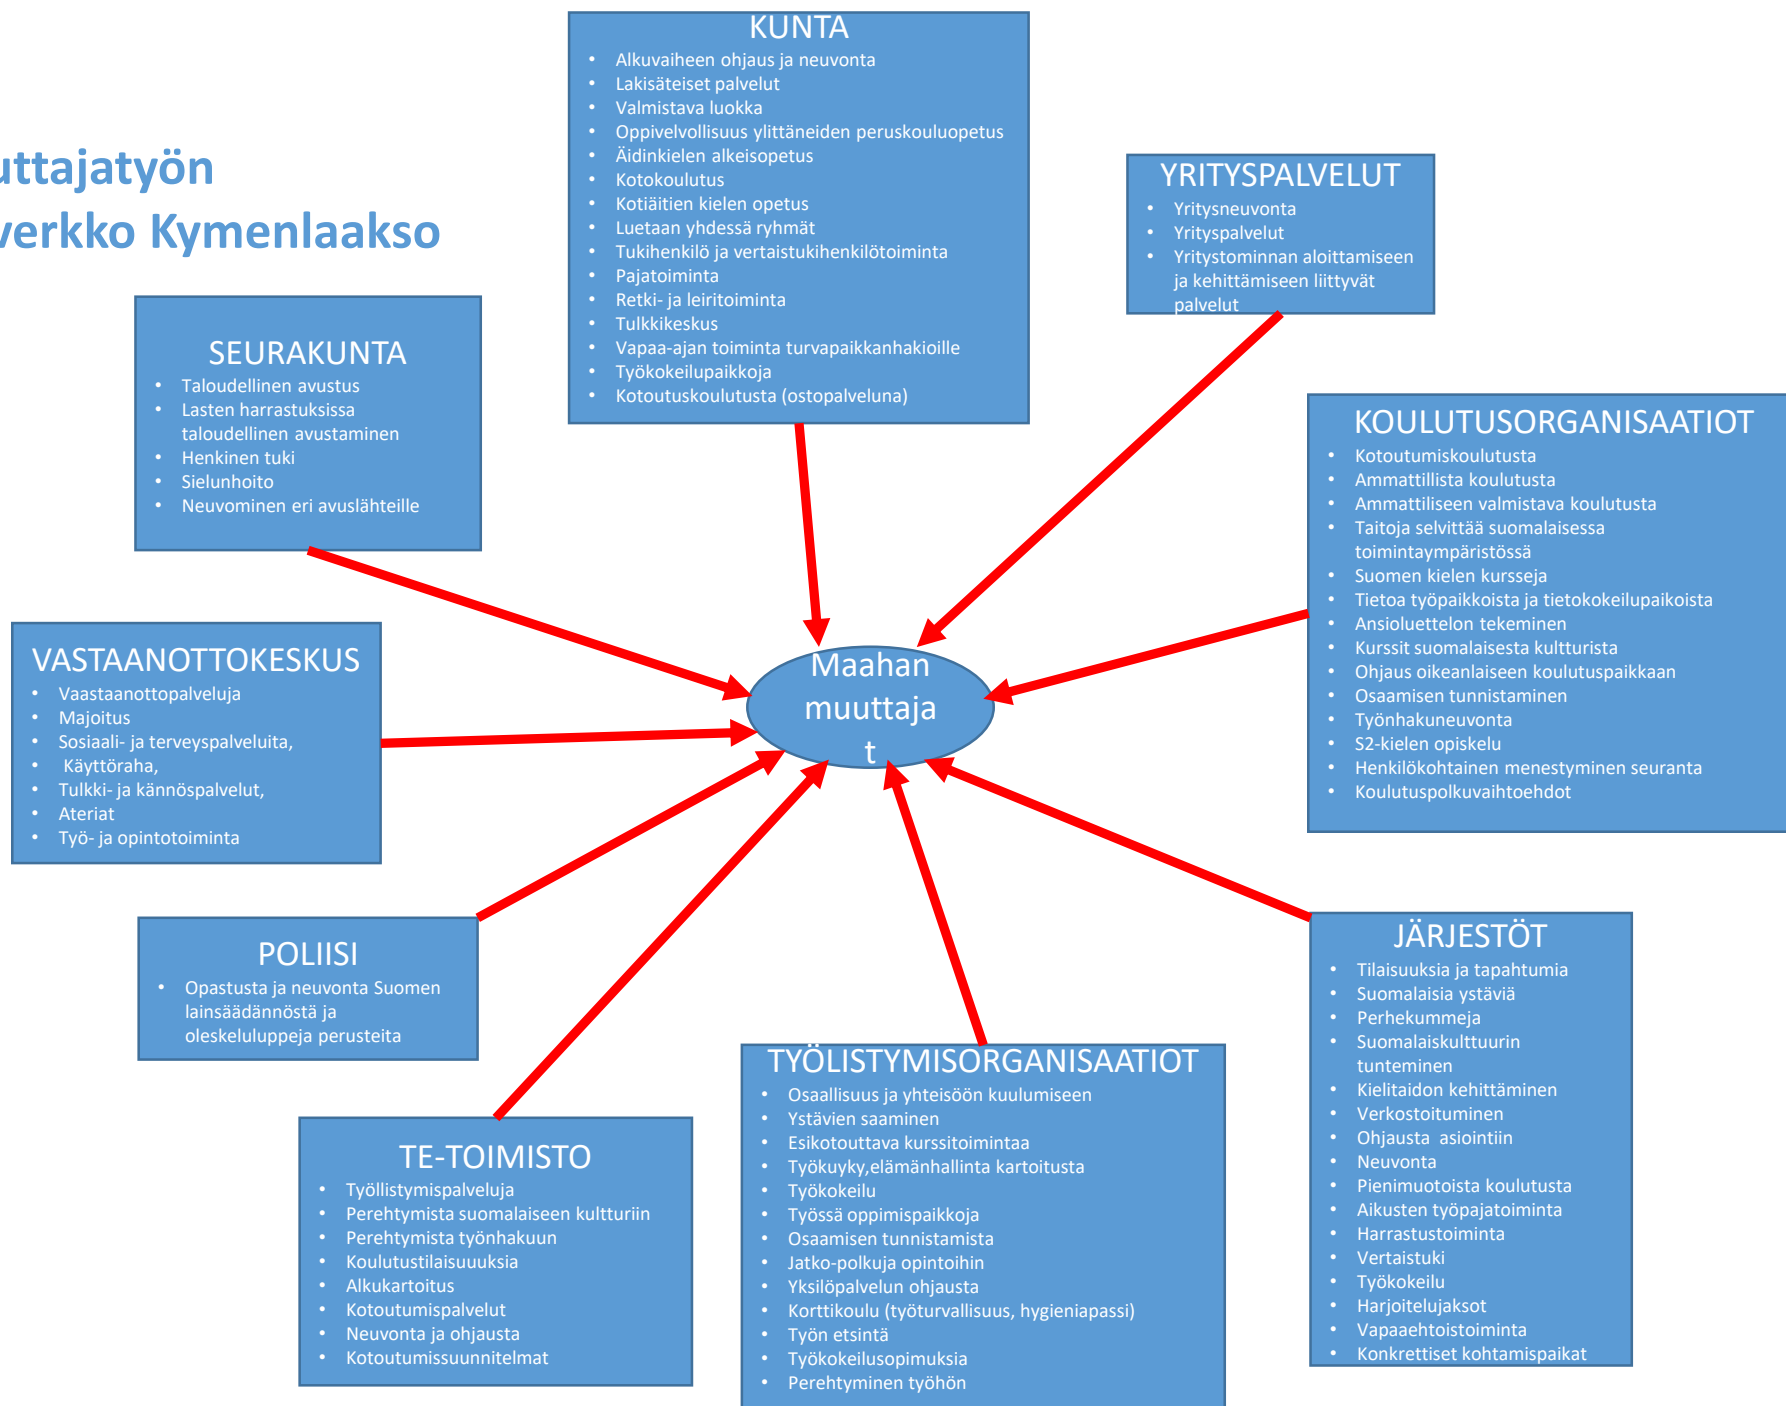 uttajatyön
verkko Kymenlaakso
KUNTA
• Alkuvaiheen ohjaus ja neuvonta
• Lakisäteiset palvelut
• Valmistava luokka
• Oppivelvollisuus ylittäneiden peruskouluopetus
• Äidinkielen alkeisopetus
• Kotokoulutus
• Kotiäitien kielen opetus
• Luetaan yhdessä ryhmät
• Tukihenkilö ja vertaistukihenkilötoiminta
• Pajatoiminta
• Retki- ja leiritoiminta
• Tulkkikeskus
• Vapaa-ajan toiminta turvapaikkanhakioille
• Työkokeilupaikkoja
• Kotoutuskoulutusta (ostopalveluna)
YRITYSPALVELUT
• Yritysneuvonta
• Yrityspalvelut
• Yritystominnan aloittamiseen
ja kehittämiseen liittyvät
palvelut
SEURAKUNTA
• Taloudellinen avustus
• Lasten harrastuksissa
taloudellinen avustaminen
• Henkinen tuki
• Sielunhoito
• Neuvominen eri avuslähteille
KOULUTUSORGANISAATIOT
• Kotoutumiskoulutusta
• Ammattillista koulutusta
• Ammattiliseen valmistava koulutusta
• Taitoja selvittää suomalaisessa
toimintaympäristössä
• Suomen kielen kursseja
• Tietoa työpaikkoista ja tietokokeilupaikoista
• Ansioluettelon tekeminen
• Kurssit suomalaisesta kultturista
• Ohjaus oikeanlaiseen koulutuspaikkaan
• Osaamisen tunnistaminen
• Työnhakuneuvonta
• S2-kielen opiskelu
• Henkilökohtainen menestyminen seuranta
• Koulutuspolkuvaihtoehdot
VASTAANOTTOKESKUS
• Vaastaanottopalveluja
• Majoitus
• Sosiaali- ja terveyspalveluita,
• Käyttöraha,
• Tulkki- ja kännöspalvelut,
• Ateriat
• Työ- ja opintotoiminta
Maahan
muuttaja
t
POLIISI
• Opastusta ja neuvonta Suomen
lainsäädännöstä ja
oleskeluluppeja perusteita
JÄRJESTÖT
• Tilaisuuksia ja tapahtumia
• Suomalaisia ystäviä
• Perhekummeja
• Suomalaiskulttuurin
tunteminen
• Kielitaidon kehittäminen
• Verkostoituminen
• Ohjausta asiointiin
• Neuvonta
• Pienimuotoista koulutusta
• Aikusten työpajatoiminta
• Harrastustoiminta
• Vertaistuki
• Työkokeilu
• Harjoitelujaksot
• Vapaaehtoistoiminta
• Konkrettiset kohtamispaikat
TYÖLISTYMISORGANISAATIOT
• Osaallisuus ja yhteisöön kuulumiseen
• Ystävien saaminen
• Esikotouttava kurssitoimintaa
• Työkuyky,elämänhallinta kartoitusta
• Työkokeilu
• Työssä oppimispaikkoja
• Osaamisen tunnistamista
• Jatko-polkuja opintoihin
• Yksilöpalvelun ohjausta
• Korttikoulu (työturvallisuus, hygieniapassi)
• Työn etsintä
• Työkokeilusopimuksia
• Perehtyminen työhön
TE-TOIMISTO
• Työllistymispalveluja
• Perehtymista suomalaiseen kultturiin
• Perehtymista työnhakuun
• Koulutustilaisuuuksia
• Alkukartoitus
• Kotoutumispalvelut
• Neuvonta ja ohjausta
• Kotoutumissuunnitelmat